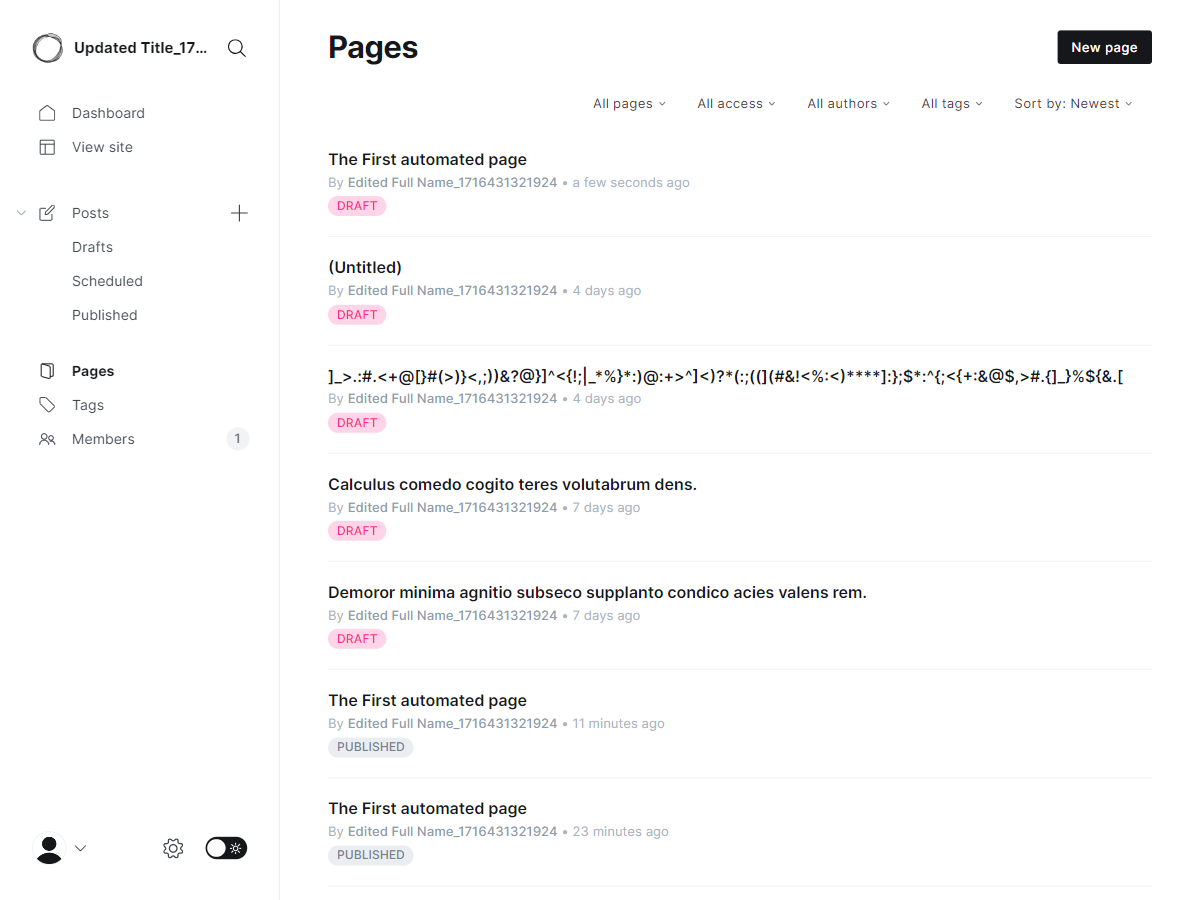 Updated Title_17...
Dashboard
View site
Posts
Drafts
Scheduled
Published
Pages
Tags
Members
1
Pages
New page
All pages
All access
All authors
All tags
Sort by: Newest
The First automated page
By Edited Full Name_1716431321924 • a few seconds ago
DRAFT
(Untitled)
By Edited Full Name_1716431321924 • 4 days ago
DRAFT
]_>.:#.<+@[}#(>)}<,;))&?@}]^<{!;|_*%}*:)@:+>^]<)?*(:;((](#&!<%:<)****]:};$*:^{;<{+:&@$,>#.{]_}%${&.[
By Edited Full Name_1716431321924 • 4 days ago
DRAFT
Calculus comedo cogito teres volutabrum dens.
By Edited Full Name_1716431321924 • 7 days ago
DRAFT
Demoror minima agnitio subseco supplanto condico acies valens rem.
By Edited Full Name_1716431321924 • 7 days ago
DRAFT
The First automated page
By Edited Full Name_1716431321924 • 11 minutes ago
PUBLISHED
The First automated page
By Edited Full Name_1716431321924 • 23 minutes ago
PUBLISHED